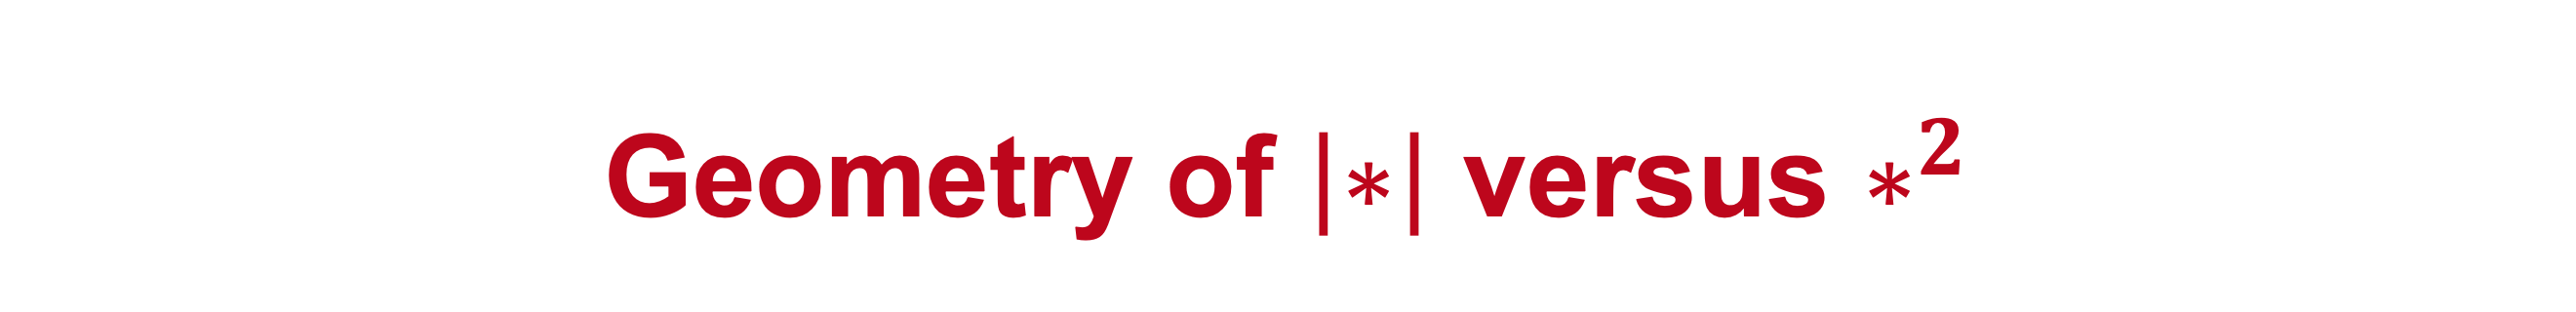 Geometry of |*| versus *²